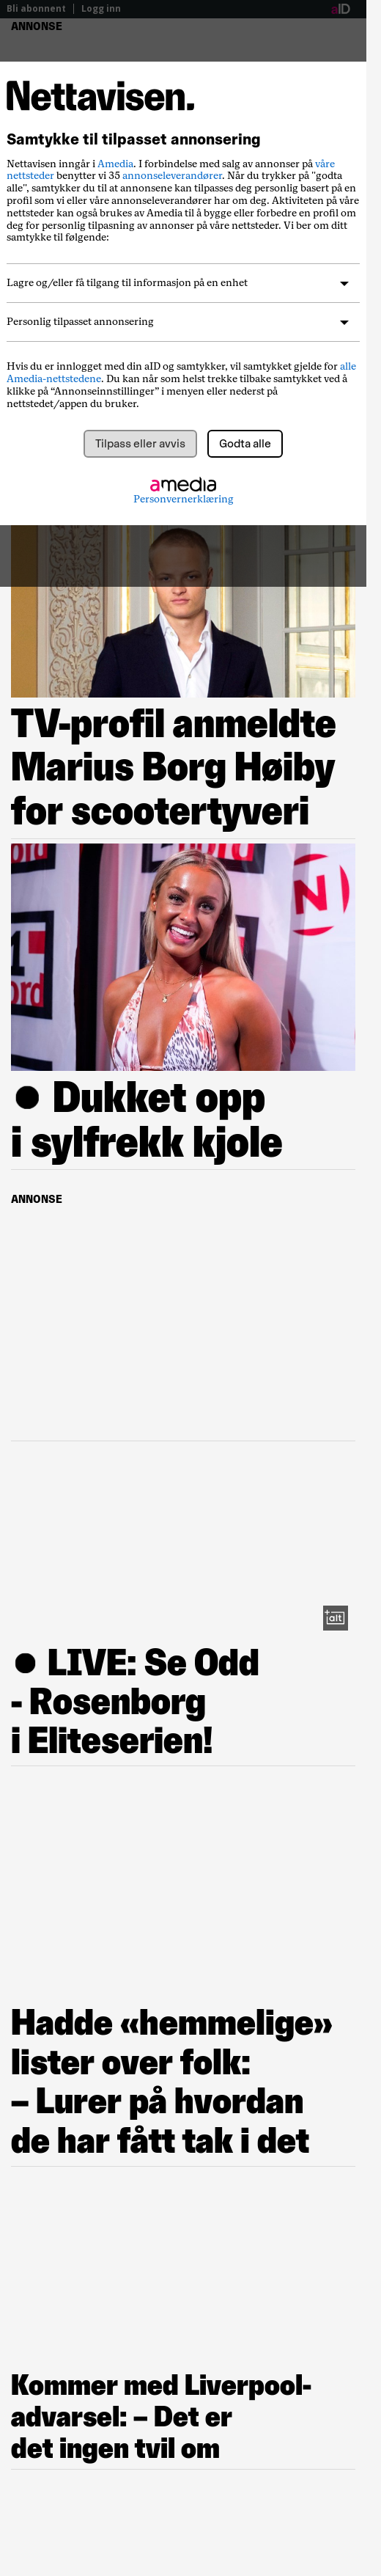 Bli abonnent | Logg inn
aID
ANNONSE
Nettavisen.
Samtykke til tilpasset annonsering
Nettavisen inngår i Amedia. I forbindelse med salg av annonser på våre
nettsteder benytter vi 35 annonseleverandører. Når du trykker på "godta
alle", samtykker du til at annonsene kan tilpasses deg personlig basert på en
profil som vi eller våre annonseleverandører har om deg. Aktiviteten på våre
nettsteder kan også brukes av Amedia til å bygge eller forbedre en profil om
deg for personlig tilpasning av annonser på våre nettsteder. Vi ber om ditt
samtykke til følgende:
Lagre og/eller få tilgang til informasjon på en enhet
Personlig tilpasset annonsering
Hvis du er innlogget med din aID og samtykker, vil samtykket gjelde for alle
Amedia-nettstedene. Du kan når som helst trekke tilbake samtykket ved å
klikke på “Annonseinnstillinger” i menyen eller nederst på
nettstedet/appen du bruker.
Tilpass eller avvis
Godta alle
amedia
Personvernerklæring
TV-profil anmeldte
Marius Borg Høiby
for scootertyveri
● Dukket opp
i sylfrekk kjole
ANNONSE
+alt
● LIVE: Se Odd
- Rosenborg
i Eliteserien!
Hadde «hemmelige»
lister over folk:
– Lurer på hvordan
de har fått tak i det
Kommer med Liverpool-
advarsel: – Det er
det ingen tvil om